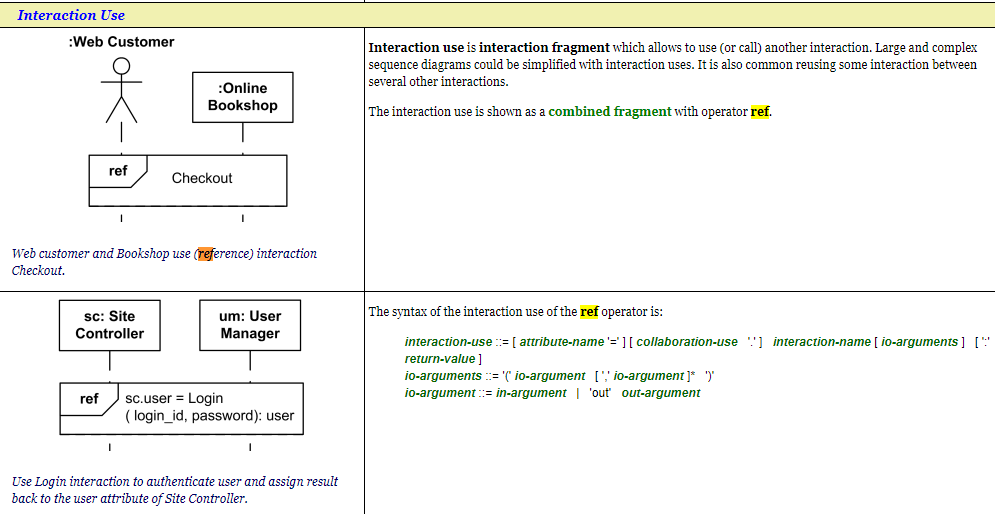 Interaction Use
:Web Customer
:Online
Bookshop
ref
Checkout
Web customer and Bookshop use (reference) interaction
Checkout.
Interaction use is interaction fragment which allows to use (or call) another interaction. Large and complex
sequence diagrams could be simplified with interaction uses. It is also common reusing some interaction between
several other interactions.
The interaction use is shown as a combined fragment with operator ref.
sc: Site
Controller
um: User
Manager
ref
sc.user = Login
( login_id, password): user
Use Login interaction to authenticate user and assign result
back to the user attribute of Site Controller.
The syntax of the interaction use of the ref operator is:
interaction-use ::= [ attribute-name '=' ] [ collaboration-use '.' ] interaction-name [ io-arguments ] [ ':'
return-value ]
io-arguments ::= '(' io-argument [ ',' io-argument ]* ')'
io-argument ::= in-argument | 'out' out-argument